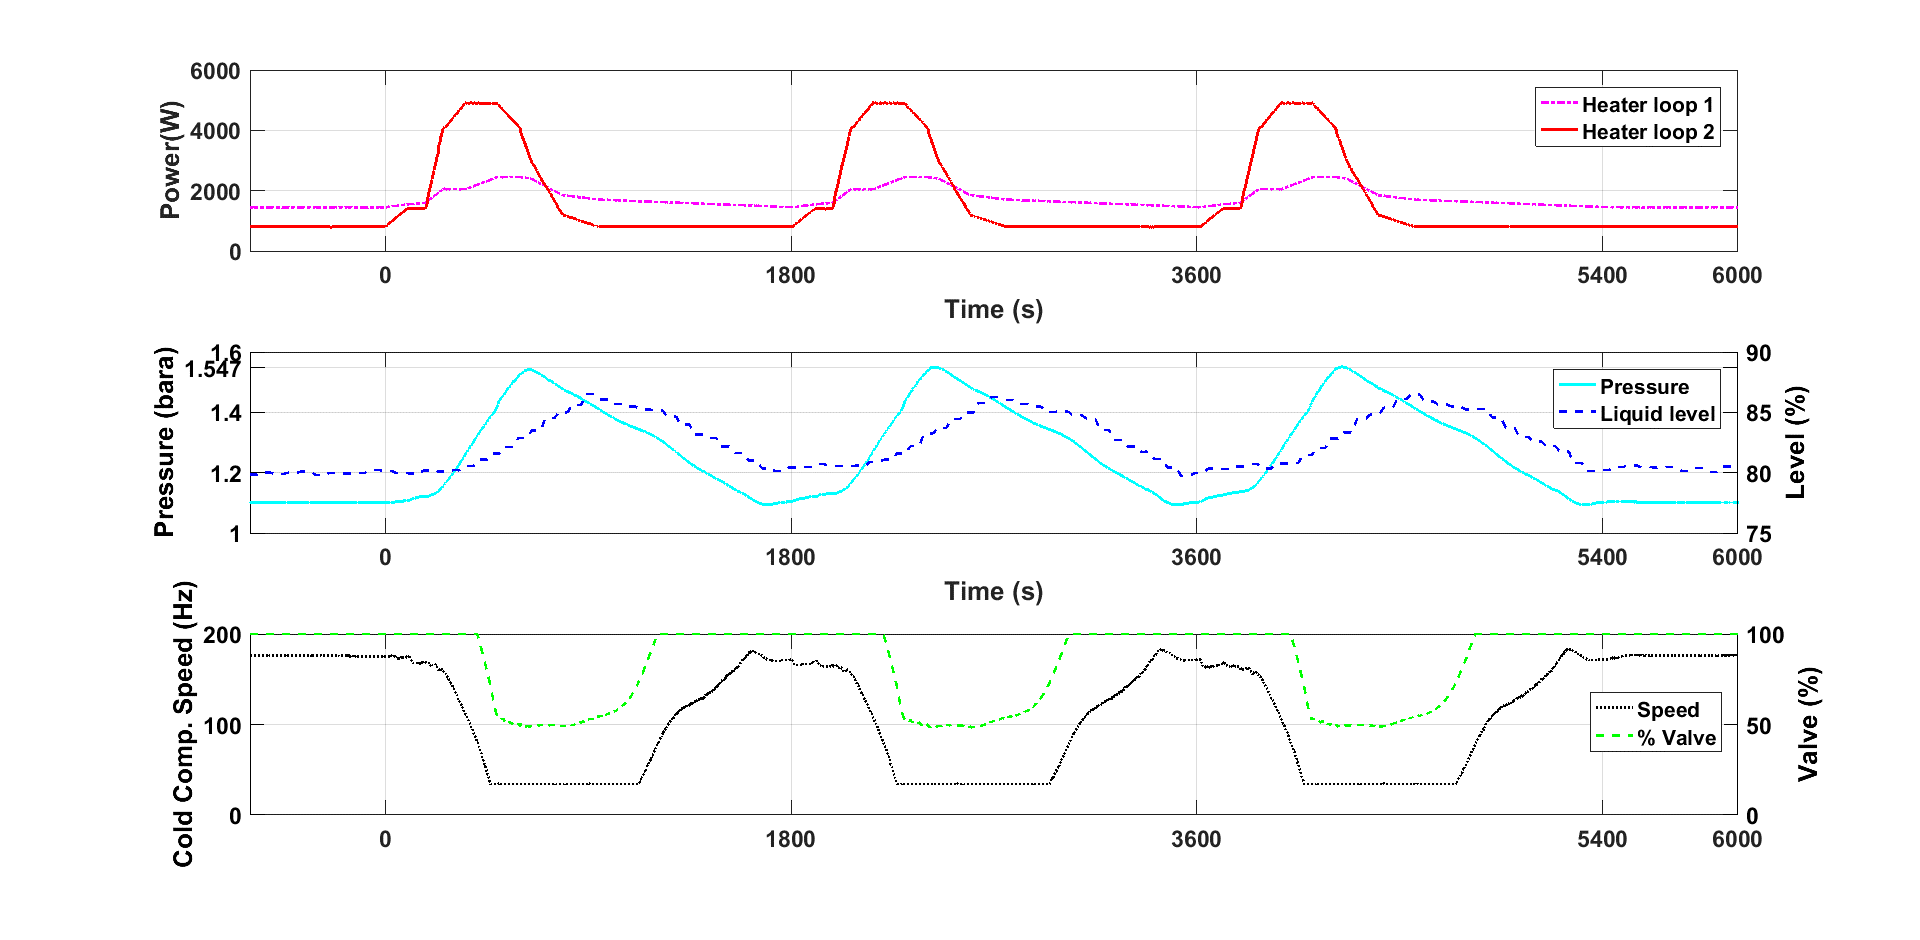 6000
4000
2000
0
Power(W)
Heater loop 1
Heater loop 2
0 1800 3600 5400 6000
Time (s)
1.6
1.547
1.4
1.2
1
Pressure (bara)
90
85
80
75
Level (%)
Pressure
Liquid level
0 1800 3600 5400 6000
Time (s)
200
100
0
Cold Comp. Speed (Hz)
100
50
0
Valve (%)
Speed
% Valve
0 1800 3600 5400 6000